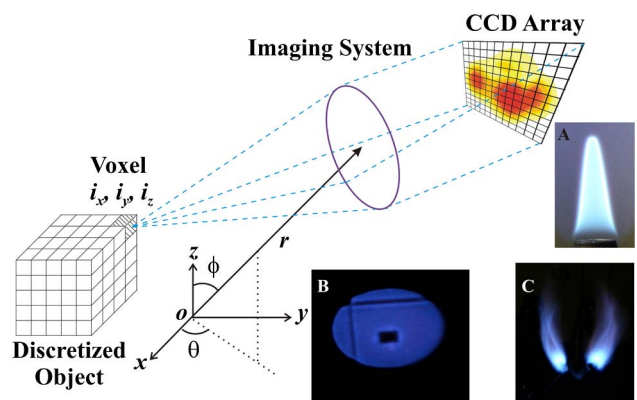 CCD Array
Imaging System
A
Voxel
ix, iy, iz
r
z
ϕ
B
C
o
y
θ
x
Discretized
Object